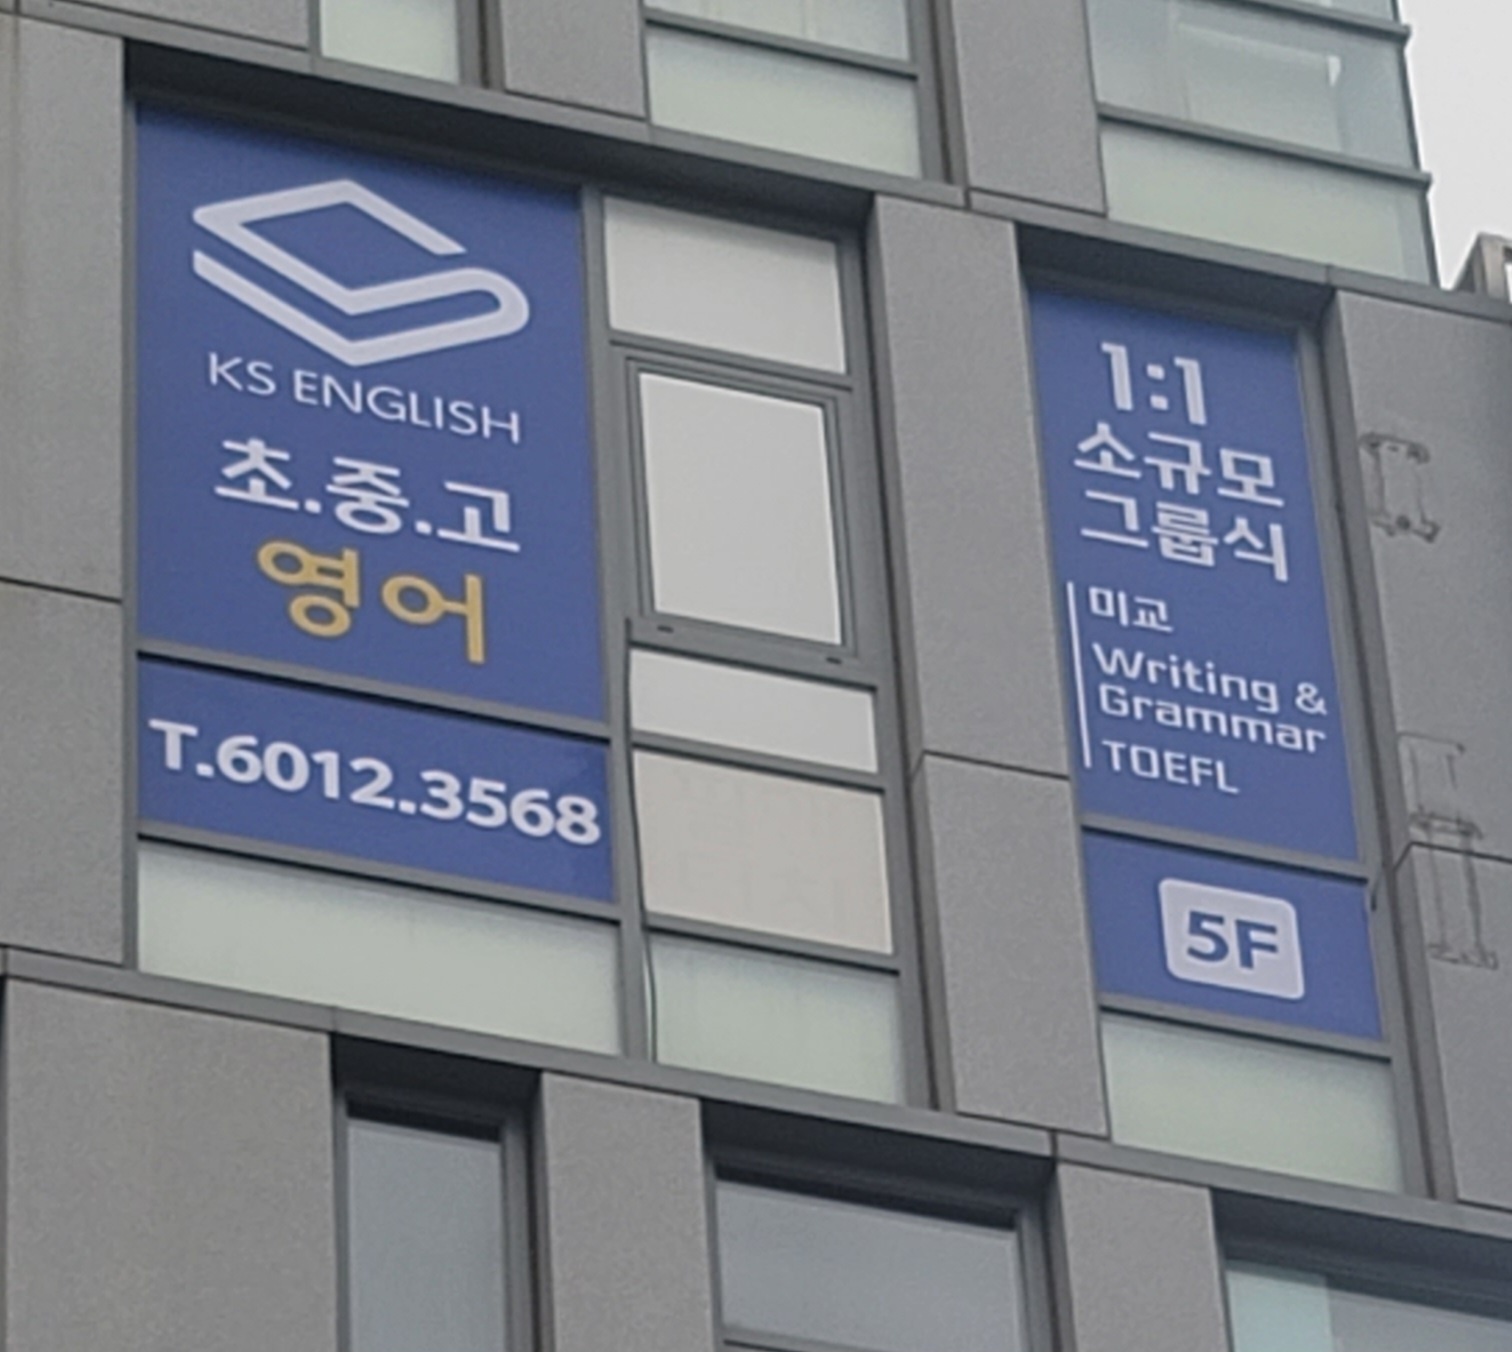 KS ENGLISH
초.중.고
영어
T.6012.3568
1:1
소규모
그룹식
미교
Writing &
Grammar
TOEFL
5F